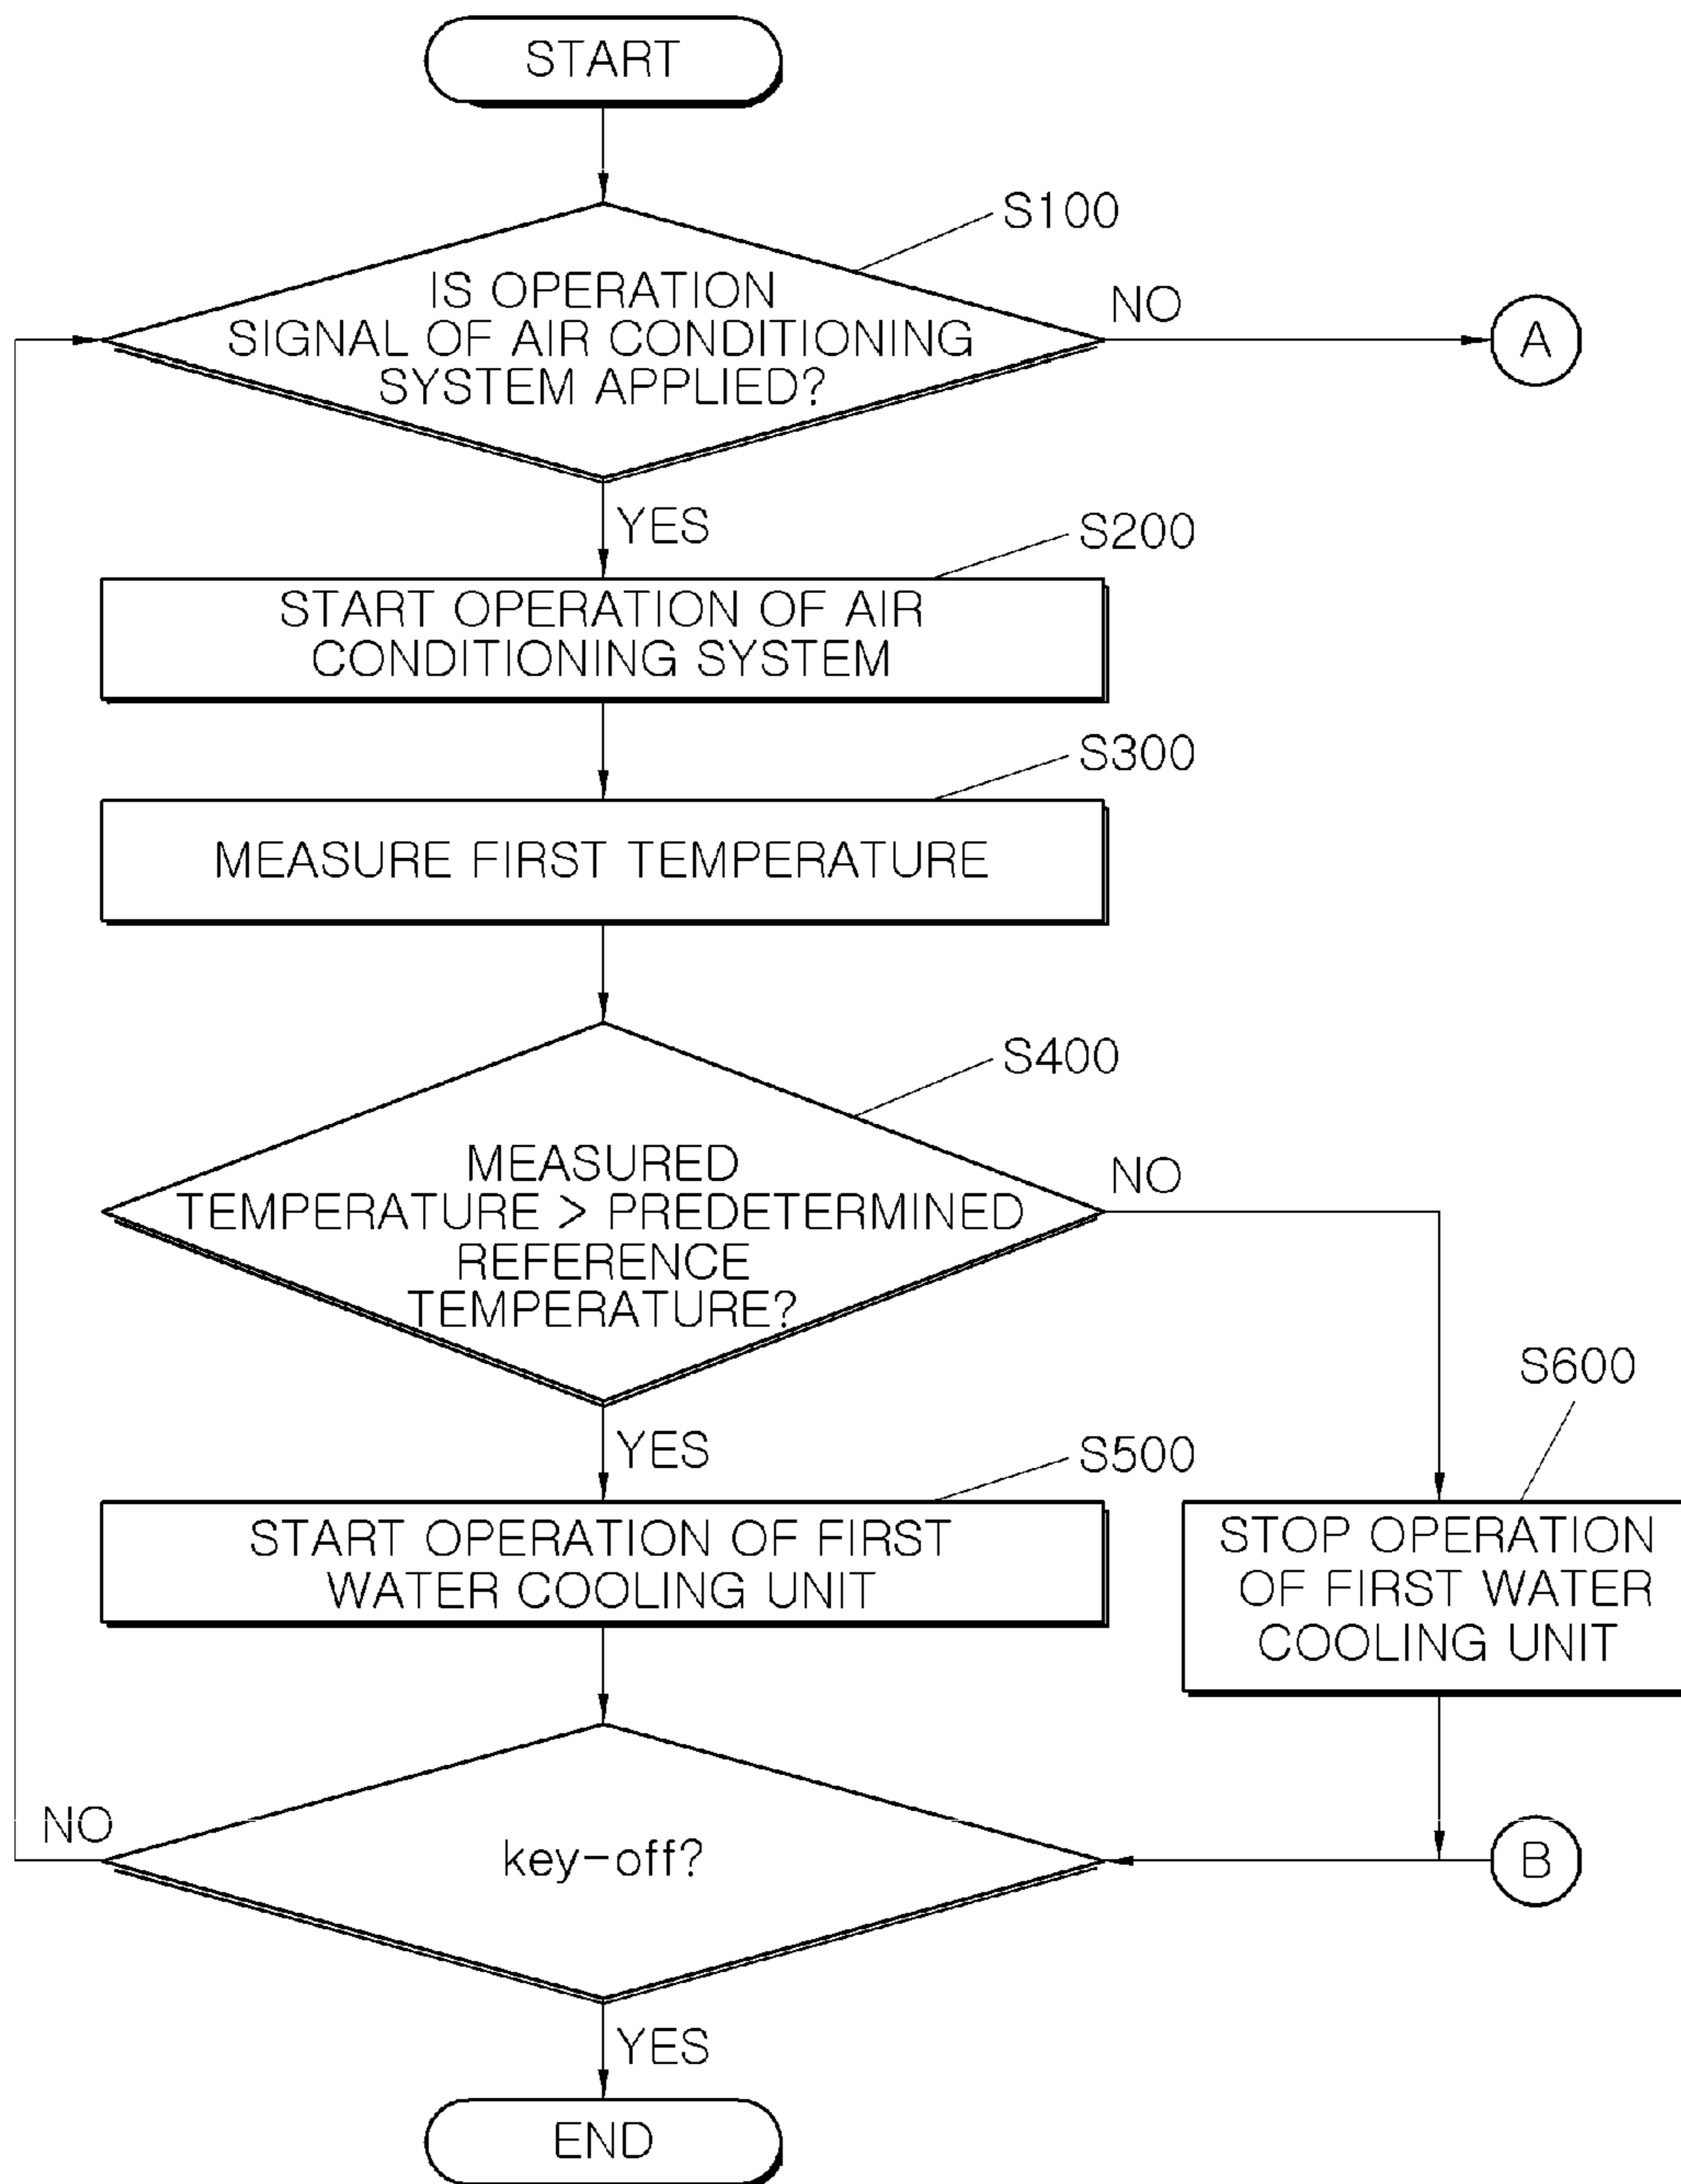 START
S100
IS OPERATION
SIGNAL OF AIR CONDITIONING
SYSTEM APPLIED?
NO
A
YES
S200
START OPERATION OF AIR
CONDITIONING SYSTEM
S300
MEASURE FIRST TEMPERATURE
S400
MEASURED
TEMPERATURE > PREDETERMINED
REFERENCE
TEMPERATURE?
NO
YES
S500
START OPERATION OF FIRST
WATER COOLING UNIT
S600
STOP OPERATION
OF FIRST WATER
COOLING UNIT
NO
key-off?
B
YES
END